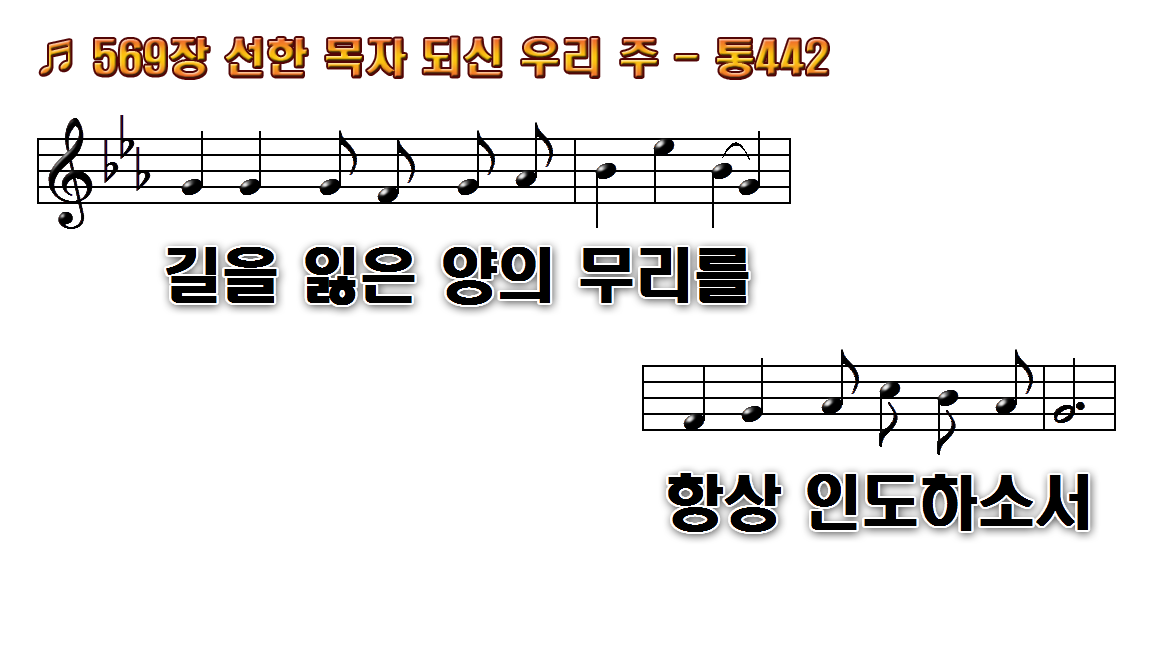 ♬ 569장 선한 목자 되신 우리 주 - 통442
길을 잃은 양의 무리를
항상 인도하소서